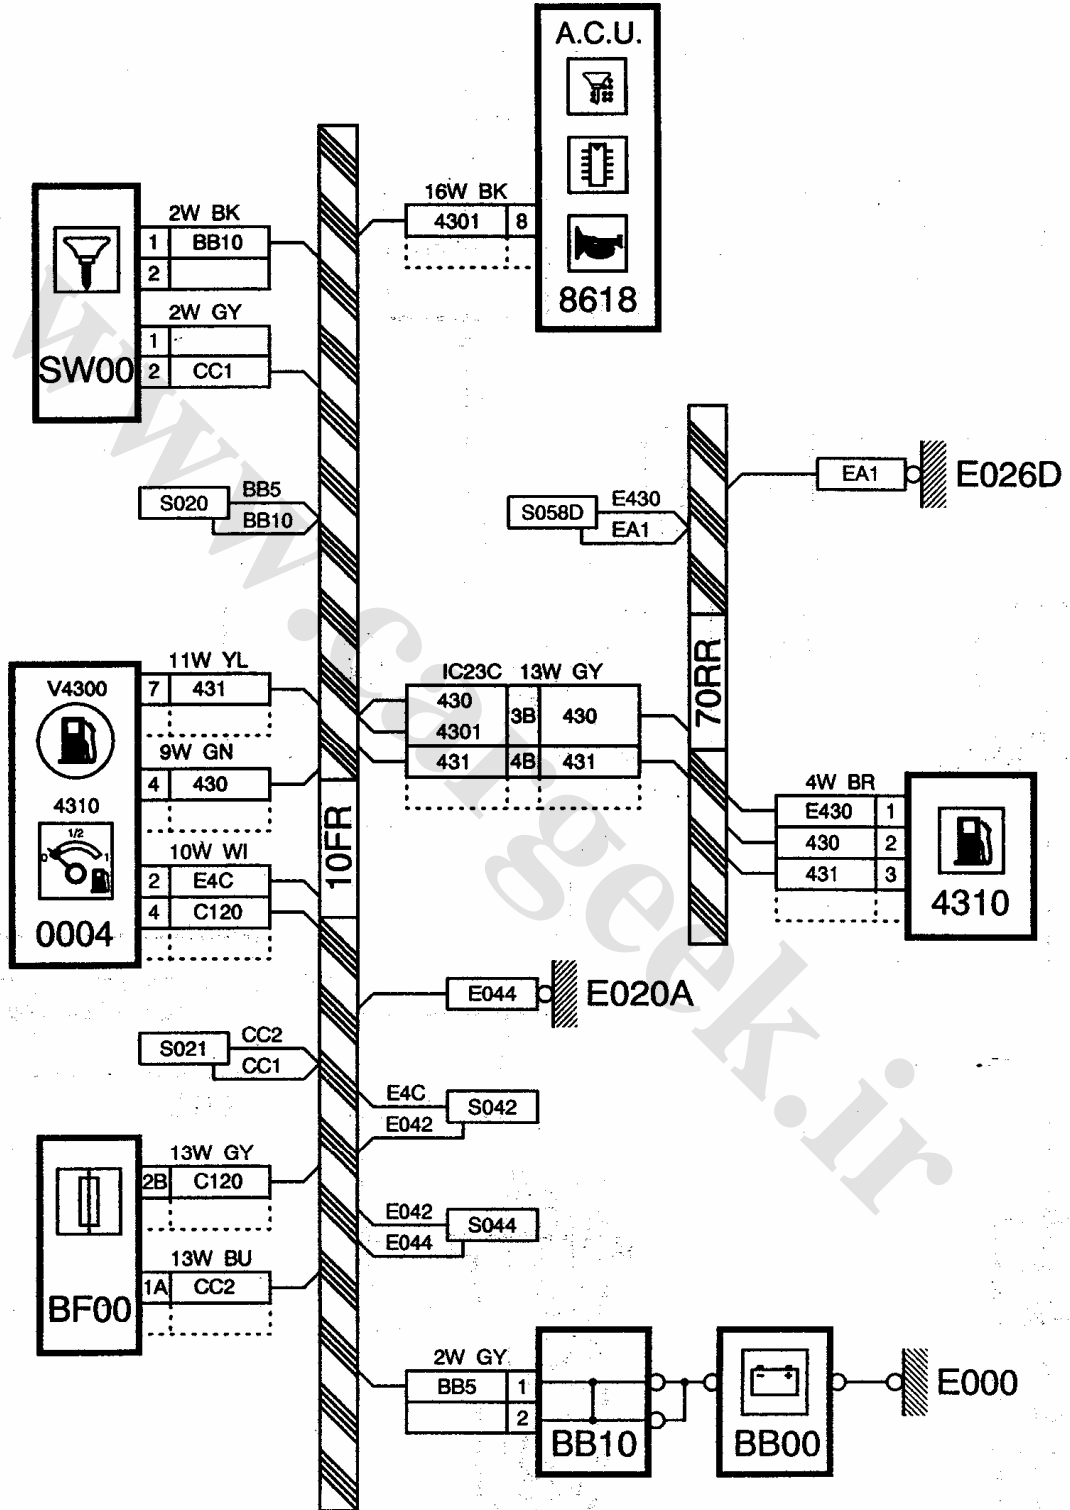 A.C.U.
16W BK
4301 8
8618
2W BK
1 BB10
2
2W GY
1
SW00
2 CC1
S020
BB5
BB10
S058D
E430
EA1
EA1
E026D
11W YL
V4300
7 431
9W GN
4 430
4310
1/2
0 1
10W WI
2 E4C
4 C120
0004
IC23C 13W GY
430
4301
3B 430
431 4B 431
70RR
10FR
4W BR
E430 1
430 2
431 3
4310
E044
E020A
S021
CC2
CC1
E4C
S042
E042
13W GY
2B C120
E042
S044
E044
13W BU
1A CC2
BF00
2W GY
BB5 1
2
BB10
- +
BB00
E000
www.cargeek.ir